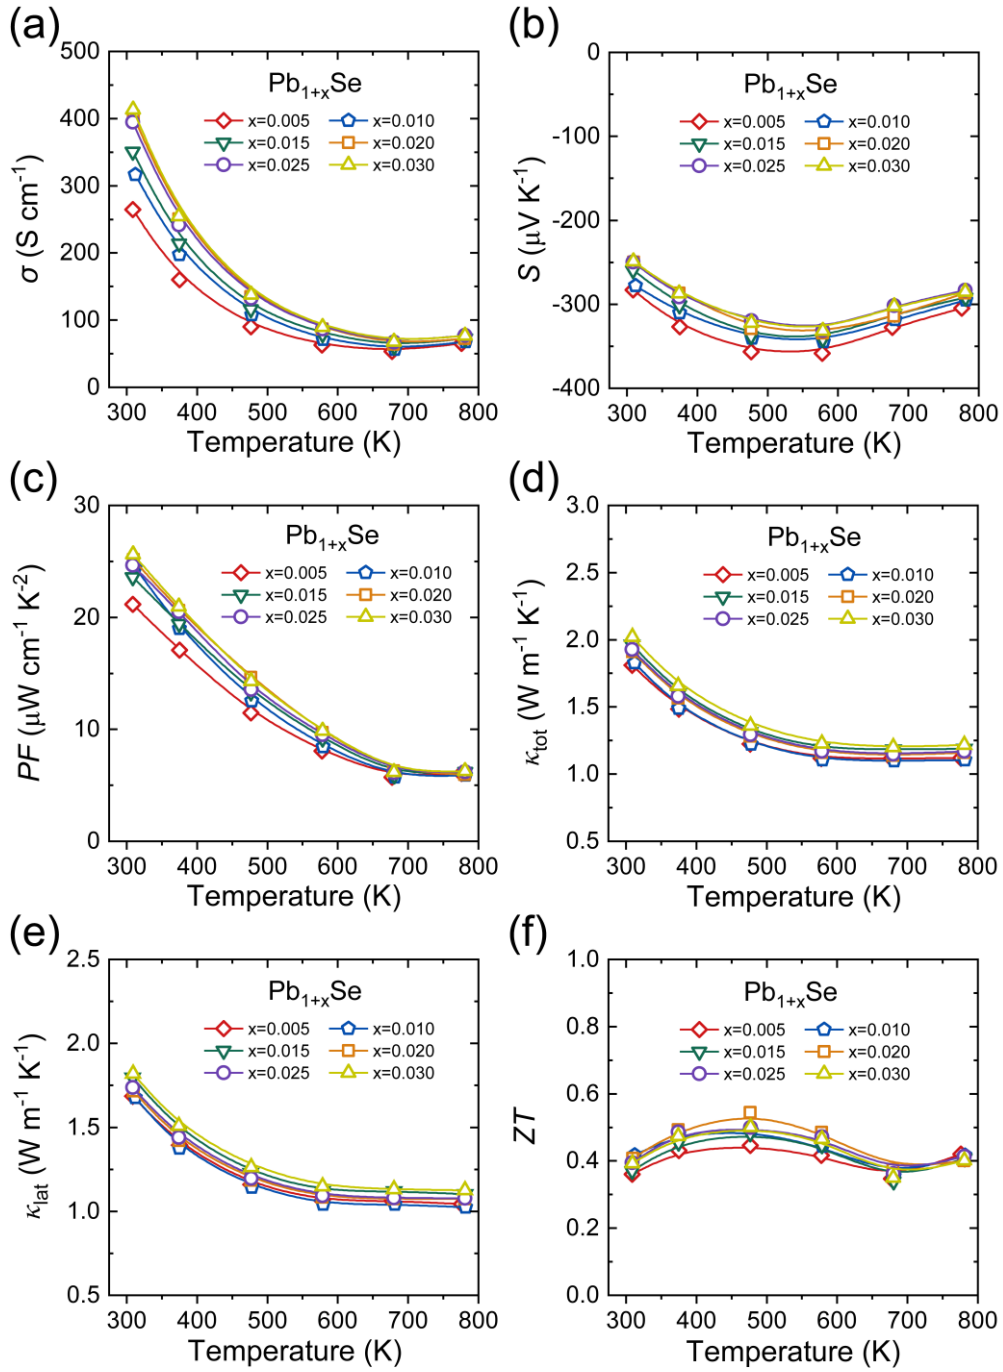 (a)
500
400
300
200
100
0
σ (S cm⁻¹)
Pb₁₊ₓSe
x=0.005 x=0.010
x=0.015 x=0.020
x=0.025 x=0.030
300 400 500 600 700 800
Temperature (K)
(b)
0
-100
-200
-300
-400
S (μV K⁻¹)
Pb₁₊ₓSe
x=0.005 x=0.010
x=0.015 x=0.020
x=0.025 x=0.030
300 400 500 600 700 800
Temperature (K)
(c)
30
20
10
0
PF (μW cm⁻¹ K⁻²)
Pb₁₊ₓSe
x=0.005 x=0.010
x=0.015 x=0.020
x=0.025 x=0.030
300 400 500 600 700 800
Temperature (K)
(d)
3.0
2.5
2.0
1.5
1.0
0.5
κtot (W m⁻¹ K⁻¹)
Pb₁₊ₓSe
x=0.005 x=0.010
x=0.015 x=0.020
x=0.025 x=0.030
300 400 500 600 700 800
Temperature (K)
(e)
2.5
2.0
1.5
1.0
0.5
κlat (W m⁻¹ K⁻¹)
Pb₁₊ₓSe
x=0.005 x=0.010
x=0.015 x=0.020
x=0.025 x=0.030
300 400 500 600 700 800
Temperature (K)
(f)
1.0
0.8
0.6
0.4
0.2
0.0
ZT
Pb₁₊ₓSe
x=0.005 x=0.010
x=0.015 x=0.020
x=0.025 x=0.030
300 400 500 600 700 800
Temperature (K)